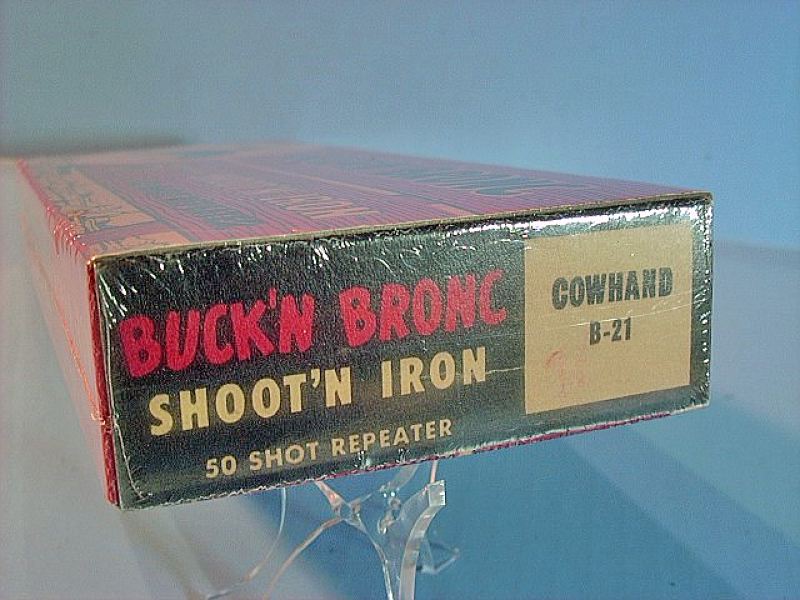 BUCK'N BRONC
SHOOT'N IRON
50 SHOT REPEATER
COWHAND
B-21